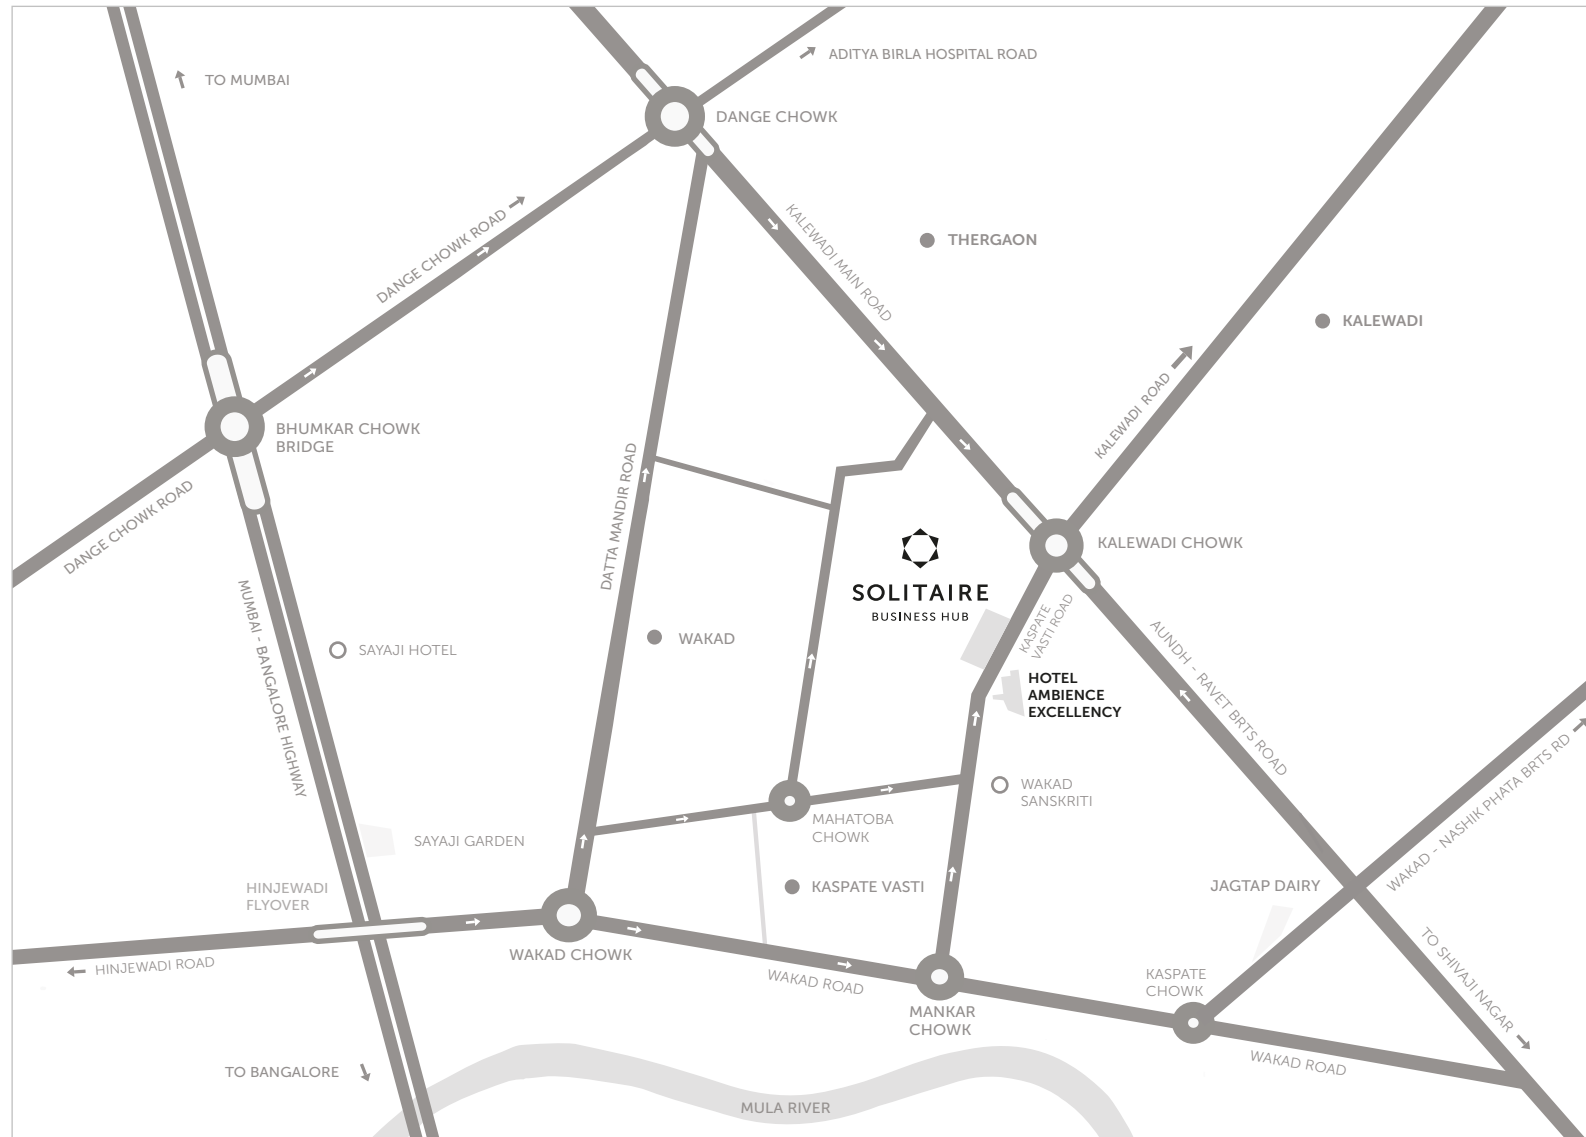 ADITYA BIRLA HOSPITAL ROAD
TO MUMBAI
DANGE CHOWK
DANGE CHOWK ROAD
KALEWADI MAIN ROAD
THERGAON
KALEWADI
KALEWADI ROAD
BHUMKAR CHOWK
BRIDGE
DANGE CHOWK ROAD
DATTA MANDIR ROAD
KALEWADI CHOWK
SOLITAIRE
BUSINESS HUB
KASPATE
VASTI ROAD
MUMBAI - BANGALORE HIGHWAY
SAYAJI HOTEL
WAKAD
AUNDH - RAVET BRTS ROAD
HOTEL
AMBIENCE
EXCELLENCY
WAKAD
SANSKRITI
WAKAD - NASHIK PHATA BRTS RD
MAHATOBA
CHOWK
SAYAJI GARDEN
HINJEWADI
FLYOVER
KASPATE VASTI
JAGTAP DAIRY
WAKAD CHOWK
HINJEWADI ROAD
WAKAD ROAD
KASPATE
CHOWK
TO SHIVAJI NAGAR
MANKAR
CHOWK
WAKAD ROAD
TO BANGALORE
MULA RIVER